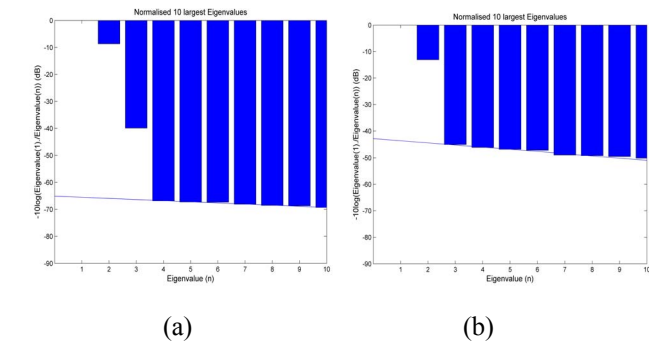 Normalised 10 largest Eigenvalues
-10log(Eigenvalue(1) /Eigenvalue(n)) (dB)
0
-10
-20
-30
-40
-50
-60
-70
-80
-90
1 2 3 4 5 6 7 8 9 10
Eigenvalue (n)
(a)
Normalised 10 largest Eigenvalues
-10log(Eigenvalue(1) /Eigenvalue(n)) (dB)
0
-10
-20
-30
-40
-50
-60
-70
-80
-90
1 2 3 4 5 6 7 8 9 10
Eigenvalue (n)
(b)